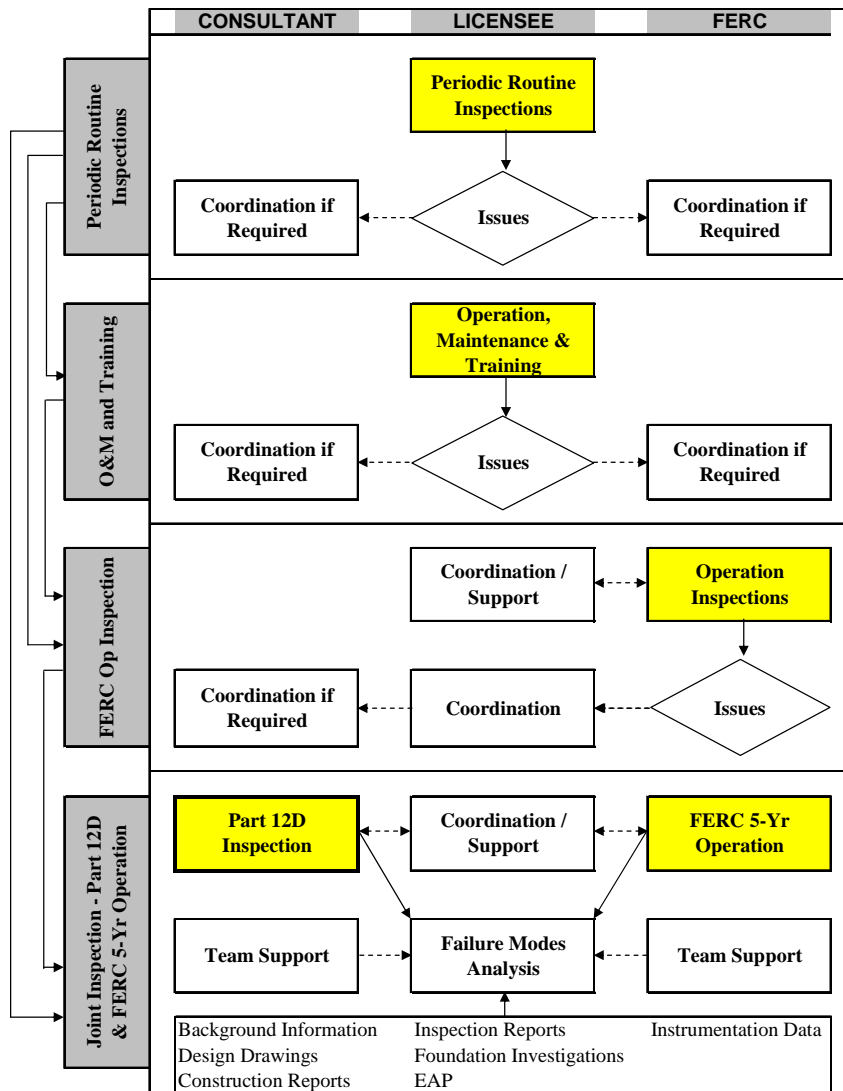 CONSULTANT LICENSEE FERC
Periodic Routine
Inspections
Periodic Routine
Inspections
Coordination if
Required
Issues
Coordination if
Required
O&M and Training
Operation,
Maintenance &
Training
Coordination if
Required
Issues
Coordination if
Required
FERC Op Inspection
Coordination /
Support
Operation
Inspections
Coordination if
Required
Coordination
Issues
Joint Inspection - Part 12D
& FERC 5-Yr Operation
Part 12D
Inspection
Coordination /
Support
FERC 5-Yr
Operation
Team Support
Failure Modes
Analysis
Team Support
Background Information
Design Drawings
Construction Reports
Inspection Reports
Foundation Investigations
EAP
Instrumentation Data